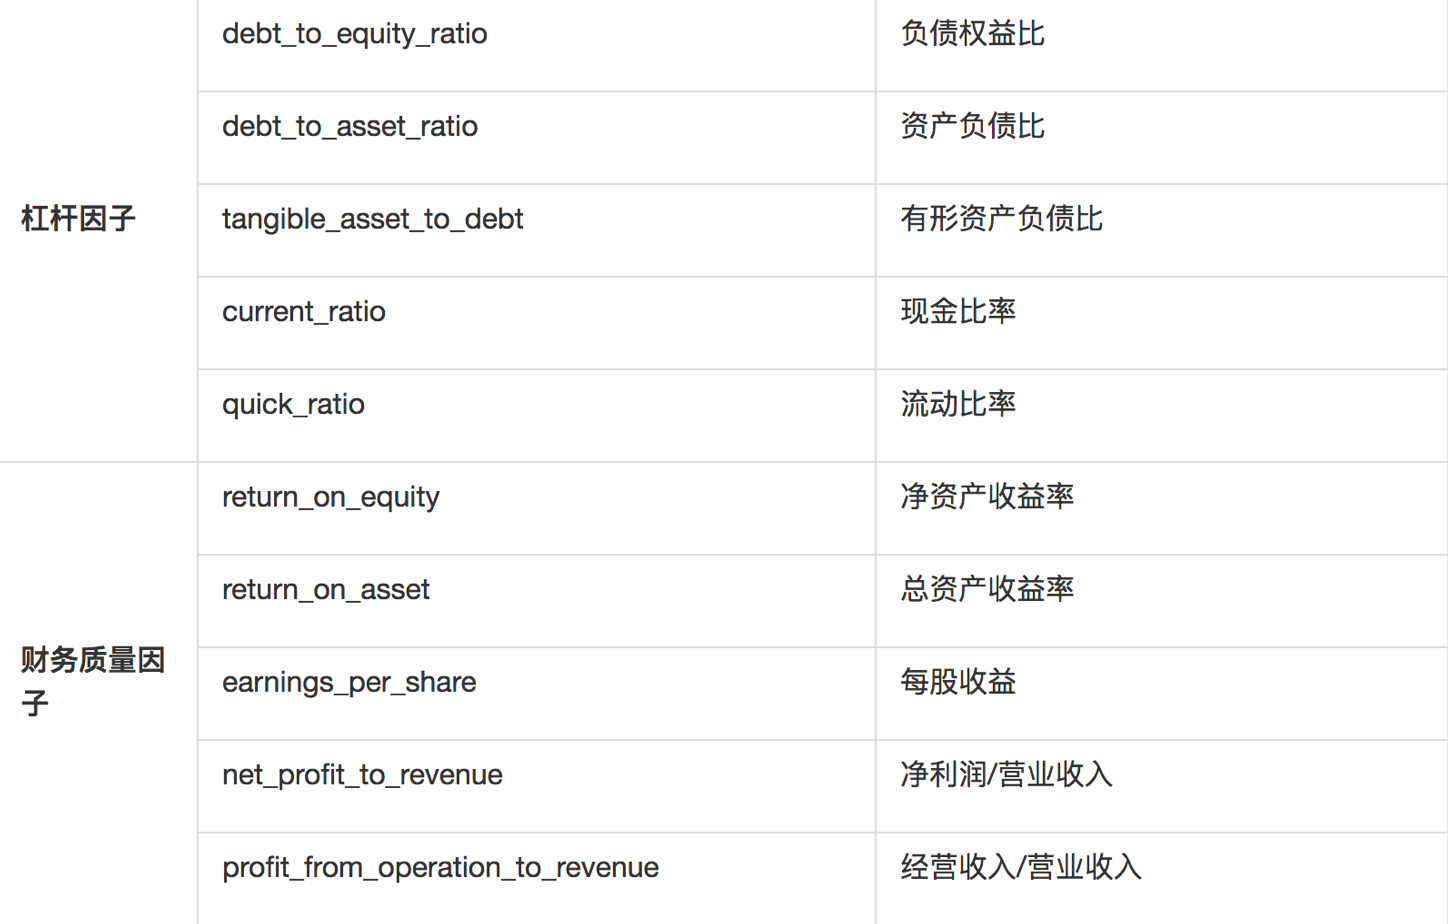 debt_to_equity_ratio 负债权益比
debt_to_asset_ratio 资产负债比
杠杆因子 tangible_asset_to_debt 有形资产负债比
current_ratio 现金比率
quick_ratio 流动比率
return_on_equity 净资产收益率
return_on_asset 总资产收益率
财务质量因
子
earnings_per_share 每股收益
net_profit_to_revenue 净利润/营业收入
profit_from_operation_to_revenue 经营收入/营业收入